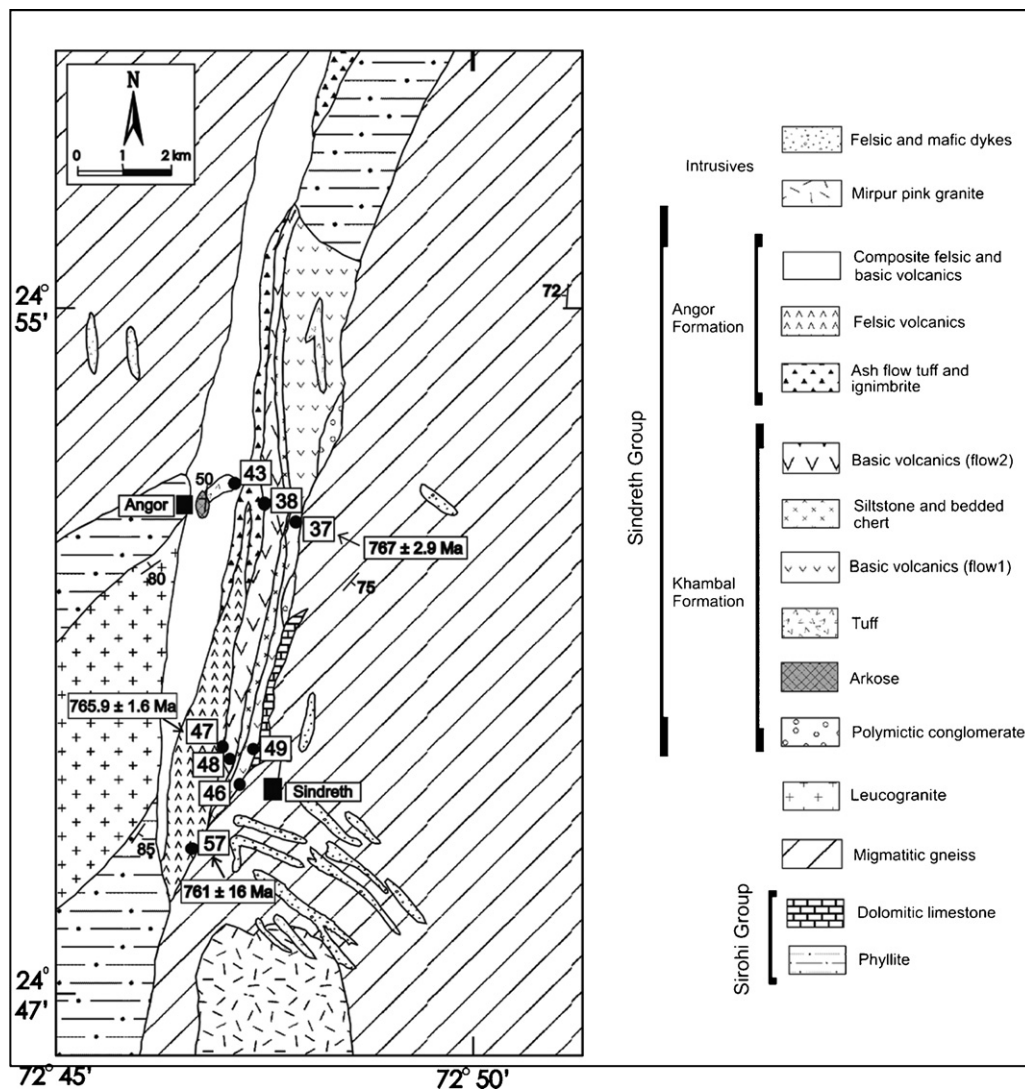 N
0 1 2 km
24°
55'
72
50
43
Angor
38
37
767 ± 2.9 Ma
80
75
765.9 ± 1.6 Ma
47
49
48
46
Sindreth
85
57
761 ± 16 Ma
24°
47'
72° 45'
72° 50'
Felsic and mafic dykes
Intrusives
Mirpur pink granite
Sindreth Group
Angor
Formation
Composite felsic and
basic volcanics
Felsic volcanics
Ash flow tuff and
ignimbrite
Khambal
Formation
Basic volcanics (flow2)
Siltstone and bedded
chert
Basic volcanics (flow1)
Tuff
Arkose
Polymictic conglomerate
Leucogranite
Migmatitic gneiss
Sirohi Group
Dolomitic limestone
Phyllite